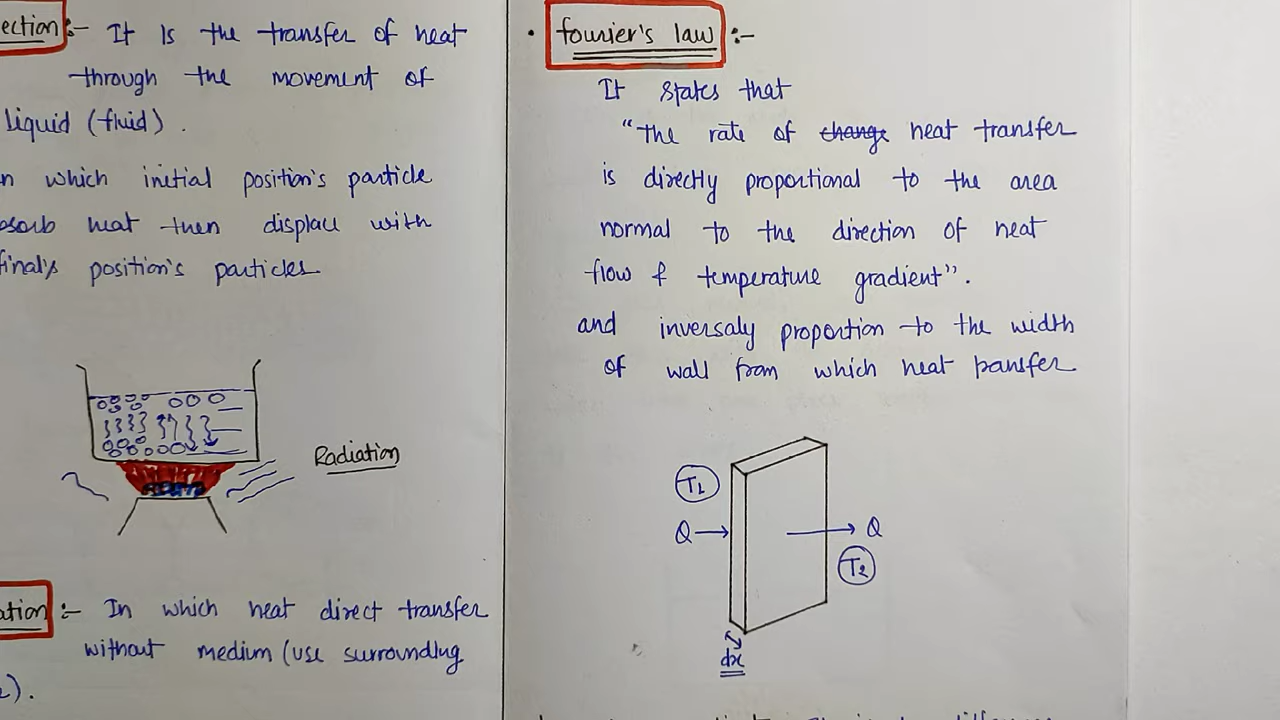 ection :- It is the transfer of heat
through the movement of
liquid (fluid).
n which initial position's particle
bsorb heat then displace with
final's position's particles
Radiation
ation :- In which heat direct transfer
without medium (use surrounding
).
• fourier's law :-
It states that
"the rate of change heat transfer
is directly proportional to the area
normal to the direction of heat
flow & temperature gradient".
and inversaly proportion to the width
of wall from which heat transfer
T1
Q
Q
T2
dx